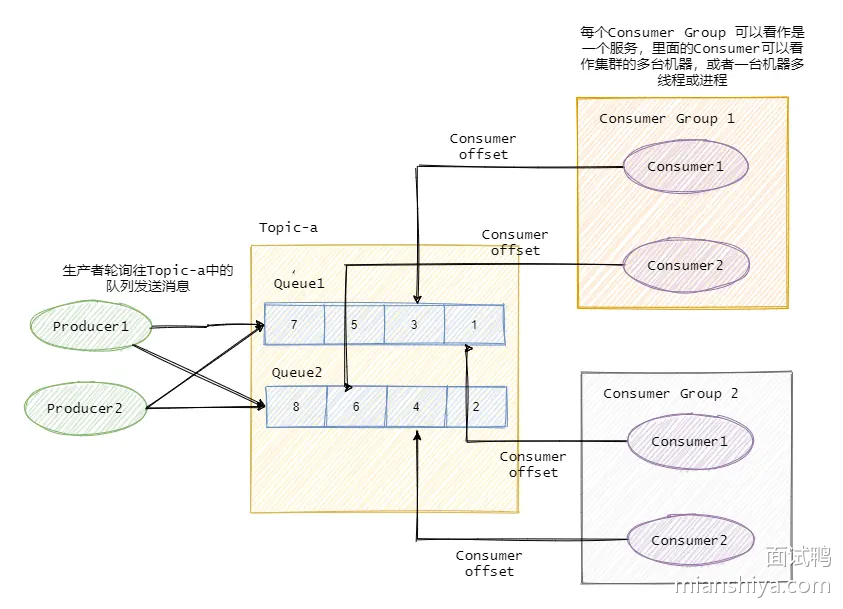 每个Consumer Group 可以看作是
一个服务，里面的Consumer可以看
作集群的多台机器，或者一台机器多
线程或进程
Consumer Group 1
Consumer
offset
Consumer1
Topic-a
Consumer
offset
Consumer2
生产者轮询往Topic-a中的
队列发送消息
Queue1
Producer1
7 5 3 1
Queue2
Consumer Group 2
Producer2
8 6 4 2
Consumer1
Consumer
offset
Consumer2
Consumer
offset
面试鸭
mianshiya.com